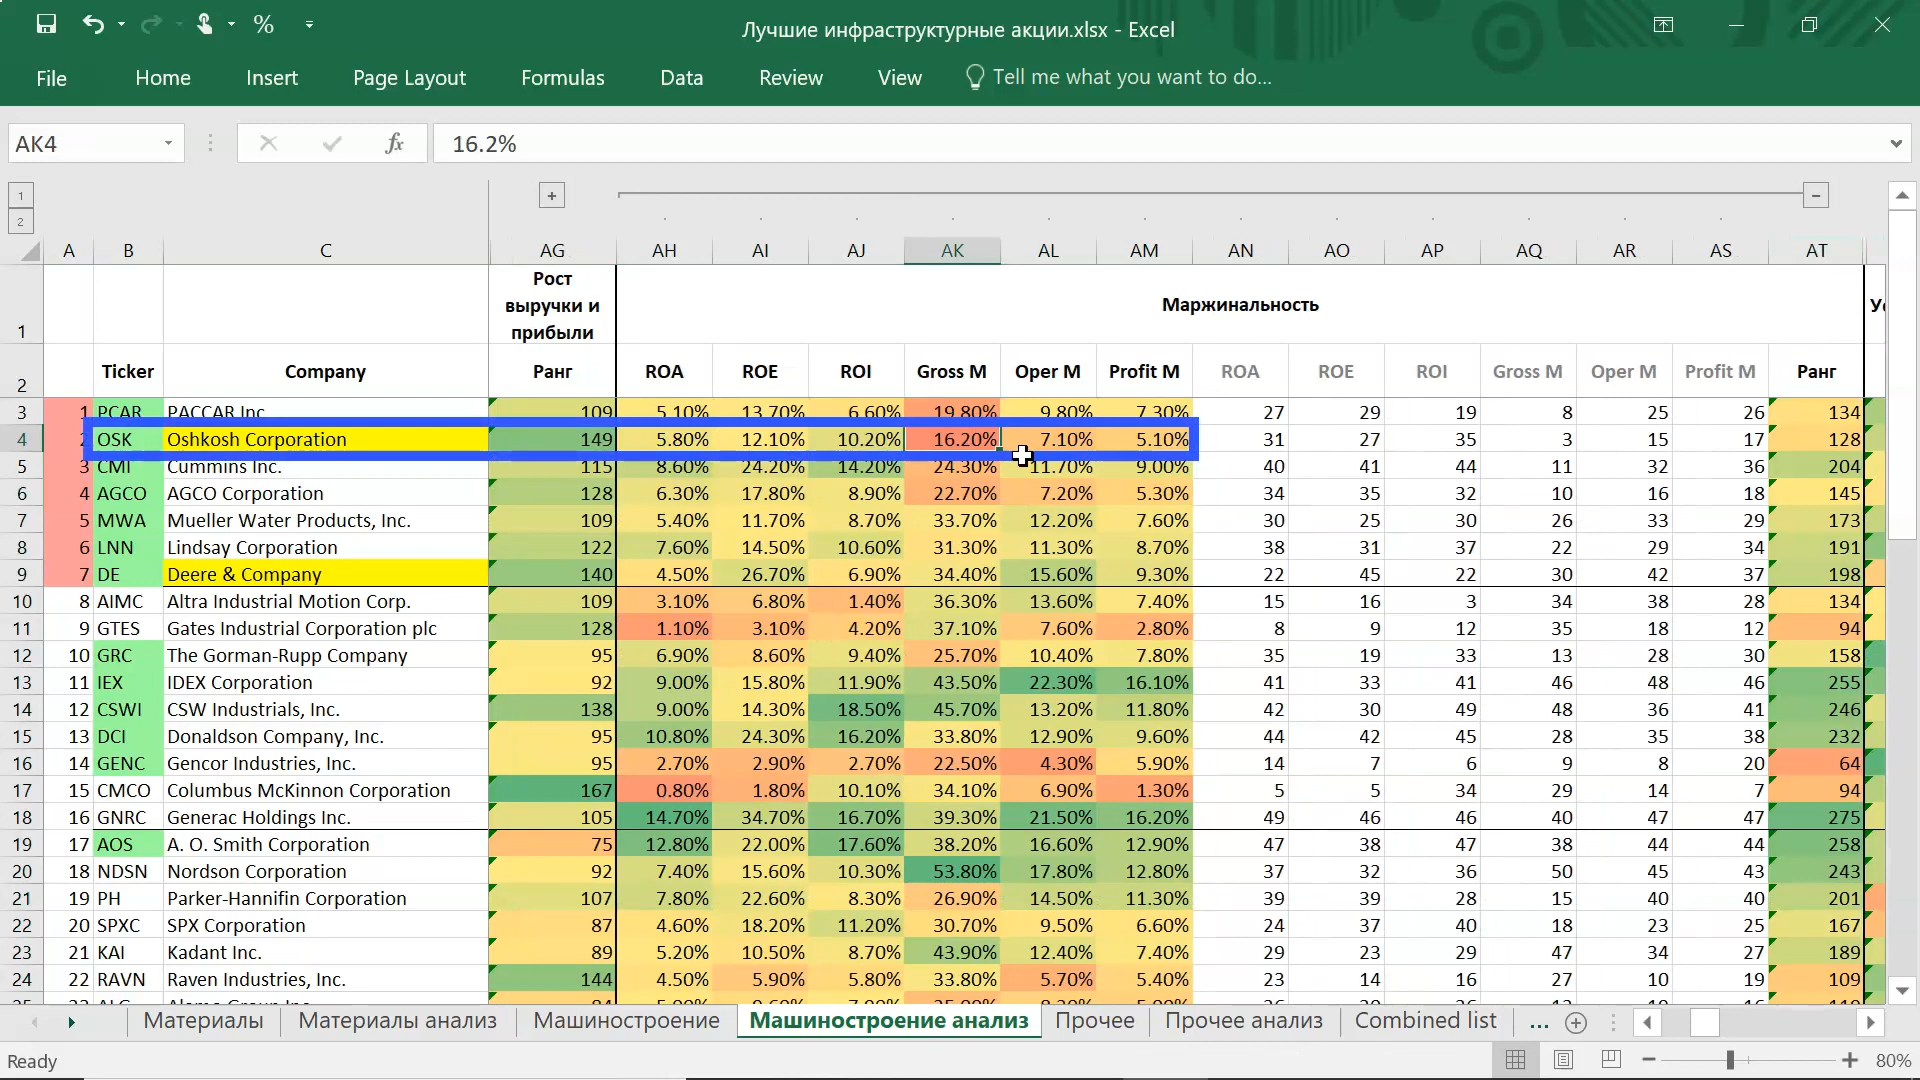 %
Лучшие инфраструктурные акции.xlsx - Excel
File Home Insert Page Layout Formulas Data Review View Tell me what you want to do...
AK4 fx 16.2%
1 + −
2
A B C AG AH AI AJ AK AL AM AN AO AP AQ AR AS AT
1 Рост выручки и прибыли Маржинальность
2 Ticker Company Ранг ROA ROE ROI Gross M Oper M Profit M ROA ROE ROI Gross M Oper M Profit M Ранг
3 1 PCAR PACCAR Inc 109 5.10% 13.70% 6.60% 19.80% 9.80% 7.30% 27 29 19 8 25 26 134
4 2 OSK Oshkosh Corporation 149 5.80% 12.10% 10.20% 16.20% 7.10% 5.10% 31 27 35 3 15 17 128
5 3 CMI Cummins Inc. 115 8.60% 24.20% 14.20% 24.30% 11.70% 9.00% 40 41 44 11 32 36 204
6 4 AGCO AGCO Corporation 128 6.30% 17.80% 8.90% 22.70% 7.20% 5.30% 34 35 32 10 16 18 145
7 5 MWA Mueller Water Products, Inc. 109 5.40% 11.70% 8.70% 33.70% 12.20% 7.60% 30 25 30 26 33 29 173
8 6 LNN Lindsay Corporation 122 7.60% 14.50% 10.60% 31.30% 11.30% 8.70% 38 31 37 22 29 34 191
9 7 DE Deere & Company 140 4.50% 26.70% 6.90% 34.40% 15.60% 9.30% 22 45 22 30 42 37 198
10 8 AIMC Altra Industrial Motion Corp. 109 3.10% 6.80% 1.40% 36.30% 13.60% 7.40% 15 16 3 34 38 28 134
11 9 GTES Gates Industrial Corporation plc 128 1.10% 3.10% 4.20% 37.10% 7.60% 2.80% 8 9 12 35 18 12 94
12 10 GRC The Gorman-Rupp Company 95 6.90% 8.60% 9.40% 25.70% 10.40% 7.80% 35 19 33 13 28 30 158
13 11 IEX IDEX Corporation 92 9.00% 15.80% 11.90% 43.50% 22.30% 16.10% 41 33 41 46 48 46 255
14 12 CSWI CSW Industrials, Inc. 138 9.00% 14.30% 18.50% 45.70% 13.20% 11.80% 42 30 49 48 36 41 246
15 13 DCI Donaldson Company, Inc. 95 10.80% 24.30% 16.20% 33.80% 12.90% 9.60% 44 42 45 28 35 38 232
16 14 GENC Gencor Industries, Inc. 95 2.70% 2.90% 2.70% 22.50% 4.30% 5.90% 14 7 6 9 8 20 64
17 15 CMCO Columbus McKinnon Corporation 167 0.80% 1.80% 10.10% 34.10% 6.90% 1.30% 5 5 34 29 14 7 94
18 16 GNRC Generac Holdings Inc. 105 14.70% 34.70% 16.70% 39.30% 21.50% 16.20% 49 46 46 40 47 47 275
19 17 AOS A. O. Smith Corporation 75 12.80% 22.00% 17.60% 38.20% 16.60% 12.90% 47 38 47 38 44 44 258
20 18 NDSN Nordson Corporation 92 7.40% 15.60% 10.30% 53.80% 17.80% 12.80% 37 32 36 50 45 43 243
21 19 PH Parker-Hannifin Corporation 107 7.80% 22.60% 8.30% 26.90% 14.50% 11.30% 39 39 28 15 40 40 201
22 20 SPXC SPX Corporation 87 4.60% 18.20% 11.20% 30.70% 9.50% 6.60% 24 37 40 18 23 25 167
23 21 KAI Kadant Inc. 89 5.20% 10.50% 8.70% 43.90% 12.40% 7.40% 29 23 29 47 34 27 189
24 22 RAVN Raven Industries, Inc. 144 4.50% 5.90% 5.80% 33.80% 5.70% 5.40% 23 14 16 27 10 19 109
Материалы Материалы анализ Машиностроение Машиностроение анализ Прочее Прочее анализ Combined list ...
Ready 80%